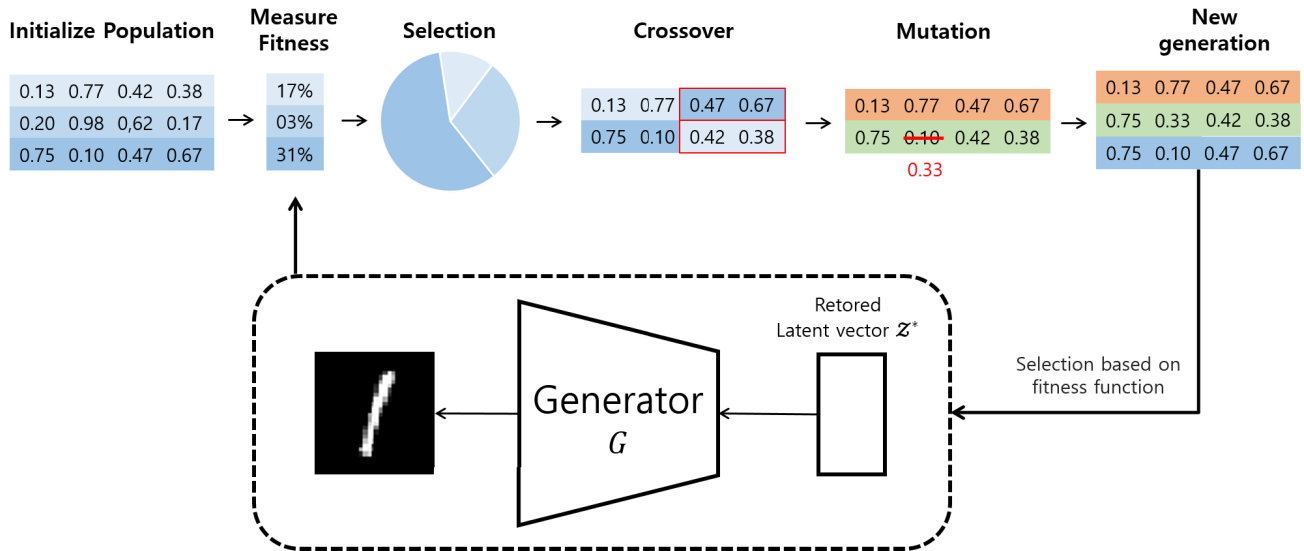 Initialize Population
0.13 0.77 0.42 0.38
0.20 0.98 0,62 0.17
0.75 0.10 0.47 0.67
Measure
Fitness
17%
03%
31%
Selection
Crossover
0.13 0.77 0.47 0.67
0.75 0.10 0.42 0.38
Mutation
0.13 0.77 0.47 0.67
0.75 0.10 0.42 0.38
0.33
New
generation
0.13 0.77 0.47 0.67
0.75 0.33 0.42 0.38
0.75 0.10 0.47 0.67
Generator
G
Retored
Latent vector z*
Selection based on
fitness function